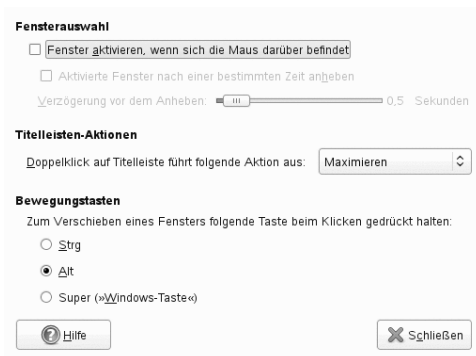 Fensterauswahl
Fenster aktivieren, wenn sich die Maus darüber befindet
Aktivierte Fenster nach einer bestimmten Zeit anheben
Verzögerung vor dem Anheben: 0,5 Sekunden
Titelleisten-Aktionen
Doppelklick auf Titelleiste führt folgende Aktion aus: Maximieren
Bewegungstasten
Zum Verschieben eines Fensters folgende Taste beim Klicken gedrückt halten:
Strg
Alt
Super (»Windows-Taste«)
Hilfe Schließen